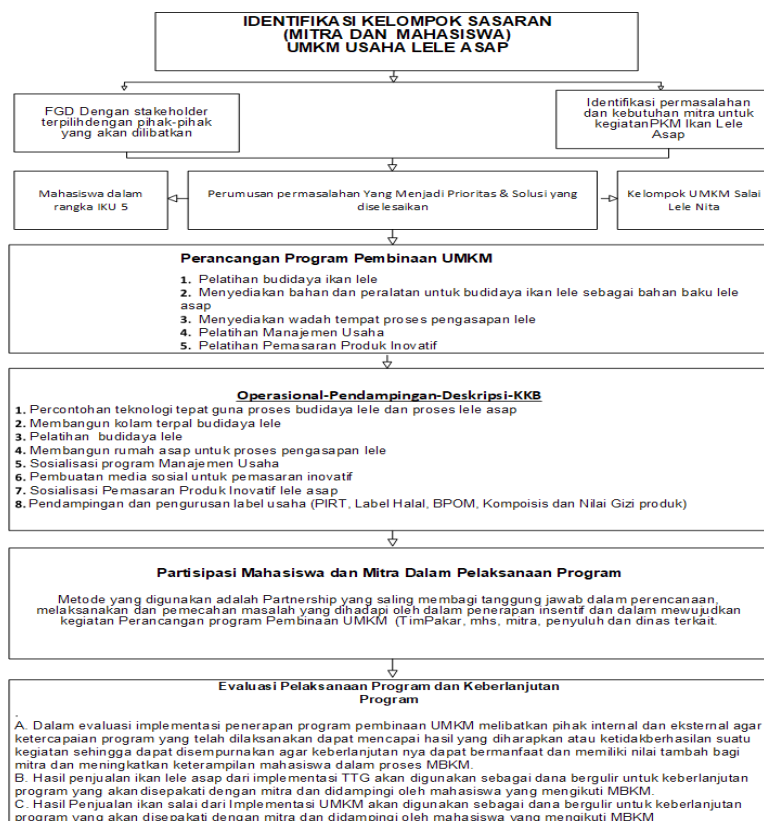 IDENTIFIKASI KELOMPOK SASARAN
(MITRA DAN MAHASISWA)
UMKM USAHA LELE ASAP
FGD Dengan stakeholder
terpilihdengan pihak-pihak
yang akan dilibatkan
Identifikasi permasalahan
dan kebutuhan mitra untuk
kegiatanPKM Ikan Lele
Asap
Mahasiswa dalam
rangka IKU 5
Perumusan permasalahan Yang Menjadi Prioritas & Solusi yang
diselesaikan
Kelompok UMKM Salai
Lele Nita
Perancangan Program Pembinaan UMKM
1. Pelatihan budidaya ikan lele
2. Menyediakan bahan dan peralatan untuk budidaya ikan lele sebagai bahan baku lele
asap
3. Menyediakan wadah tempat proses pengasapan lele
4. Pelatihan Manajemen Usaha
5. Pelatihan Pemasaran Produk Inovatif
Operasional-Pendampingan-Deskripsi-KKB
1. Percontohan teknologi tepat guna proses budidaya lele dan proses lele asap
2. Membangun kolam terpal budidaya lele
3. Pelatihan budidaya lele
4. Membangun rumah asap untuk proses pengasapan lele
5. Sosialisasi program Manajemen Usaha
6. Pembuatan media sosial untuk pemasaran inovatif
7. Sosialisasi Pemasaran Produk Inovatif lele asap
8. Pendampingan dan pengurusan label usaha (PIRT, Label Halal, BPOM, Kompoisis dan Nilai Gizi produk)
Partisipasi Mahasiswa dan Mitra Dalam Pelaksanaan Program
Metode yang digunakan adalah Partnership yang saling membagi tanggung jawab dalam perencanaan,
melaksanakan dan pemecahan masalah yang dihadapi oleh dalam penerapan insentif dan dalam mewujudkan
kegiatan Perancangan program Pembinaan UMKM (TimPakar, mhs, mitra, penyuluh dan dinas terkait.
Evaluasi Pelaksanaan Program dan Keberlanjutan
Program
.
A. Dalam evaluasi implementasi penerapan program pembinaan UMKM melibatkan pihak internal dan eksternal agar
ketercapaian program yang telah dilaksanakan dapat mencapai hasil yang diharapkan atau ketidakberhasilan suatu
kegiatan sehingga dapat disempurnakan agar keberlanjutan nya dapat bermanfaat dan memiliki nilai tambah bagi
mitra dan meningkatkan keterampilan mahasiswa dalam proses MBKM.
B. Hasil penjualan ikan lele asap dari implementasi TTG akan digunakan sebagai dana bergulir untuk keberlanjutan
program yang akan disepakati dengan mitra dan didampingi oleh mahasiswa yang mengikuti MBKM.
C. Hasil Penjualan ikan salai dari Implementasi UMKM akan digunakan sebagai dana bergulir untuk keberlanjutan
program yang akan disepakati dengan mitra dan didampingi oleh mahasiswa yang mengikuti MBKM